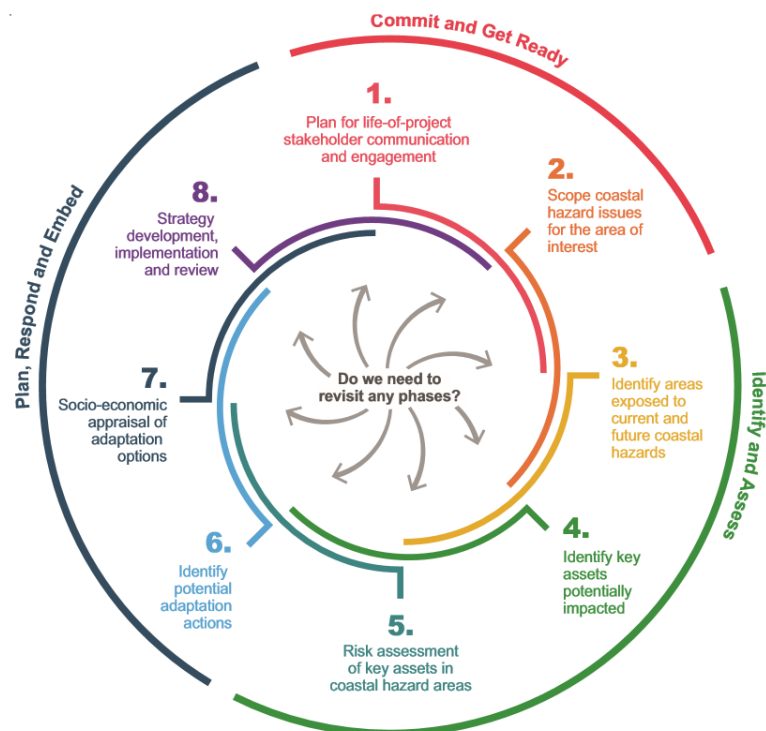 Commit and Get Ready
1.
Plan for life-of-project
stakeholder communication
and engagement
2.
Scope coastal
hazard issues
for the area of
interest
Identify and Assess
3.
Identify areas
exposed to
current and
future coastal
hazards
4.
Identify key
assets
potentially
impacted
5.
Risk assessment
of key assets in
coastal hazard areas
Plan, Respond and Embed
6.
Identify
potential
adaptation
actions
7.
Socio-economic
appraisal of
adaptation
options
8.
Strategy
development,
implementation
and review
Do we need to
revisit any phases?